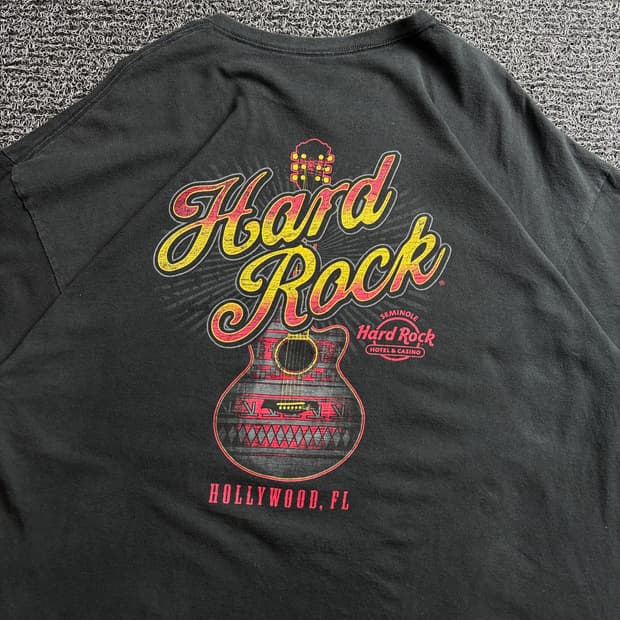 Hard
Rock
SEMINOLE
Hard Rock
HOTEL & CASINO
HOLLYWOOD, FL